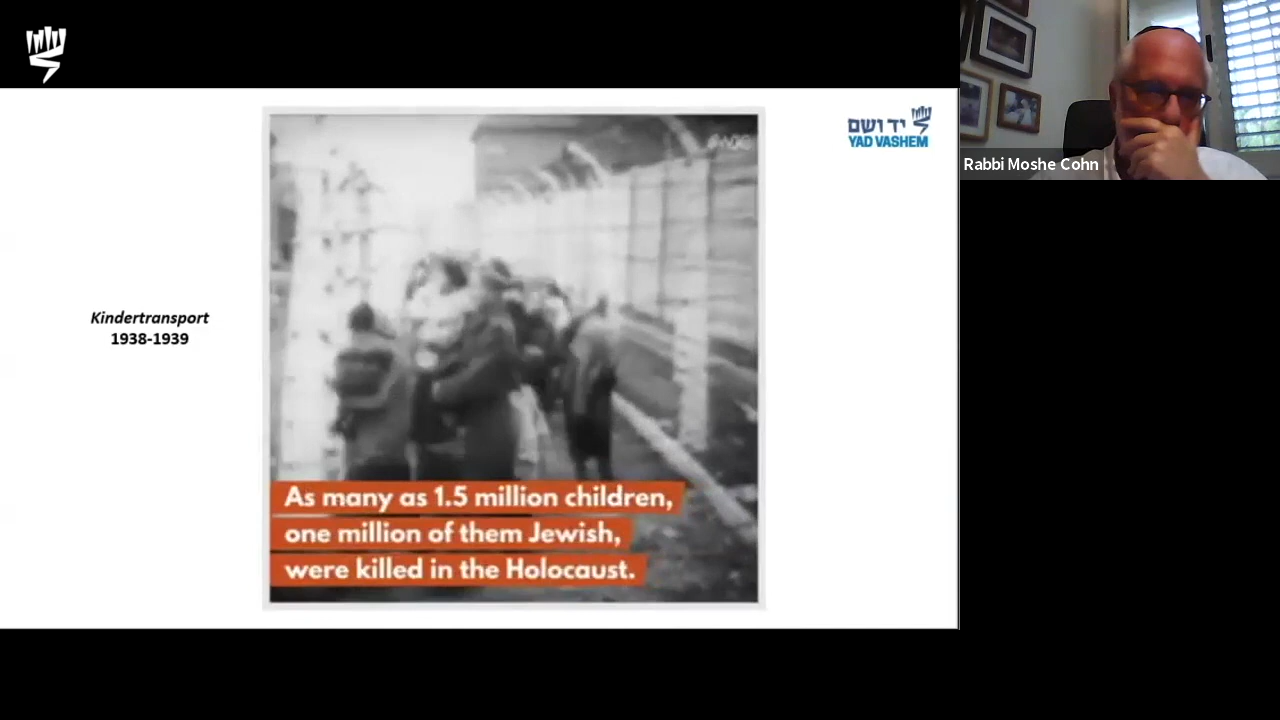 יד ושם
YAD VASHEM
Rabbi Moshe Cohn
Kindertransport
1938-1939
As many as 1.5 million children,
one million of them Jewish,
were killed in the Holocaust.